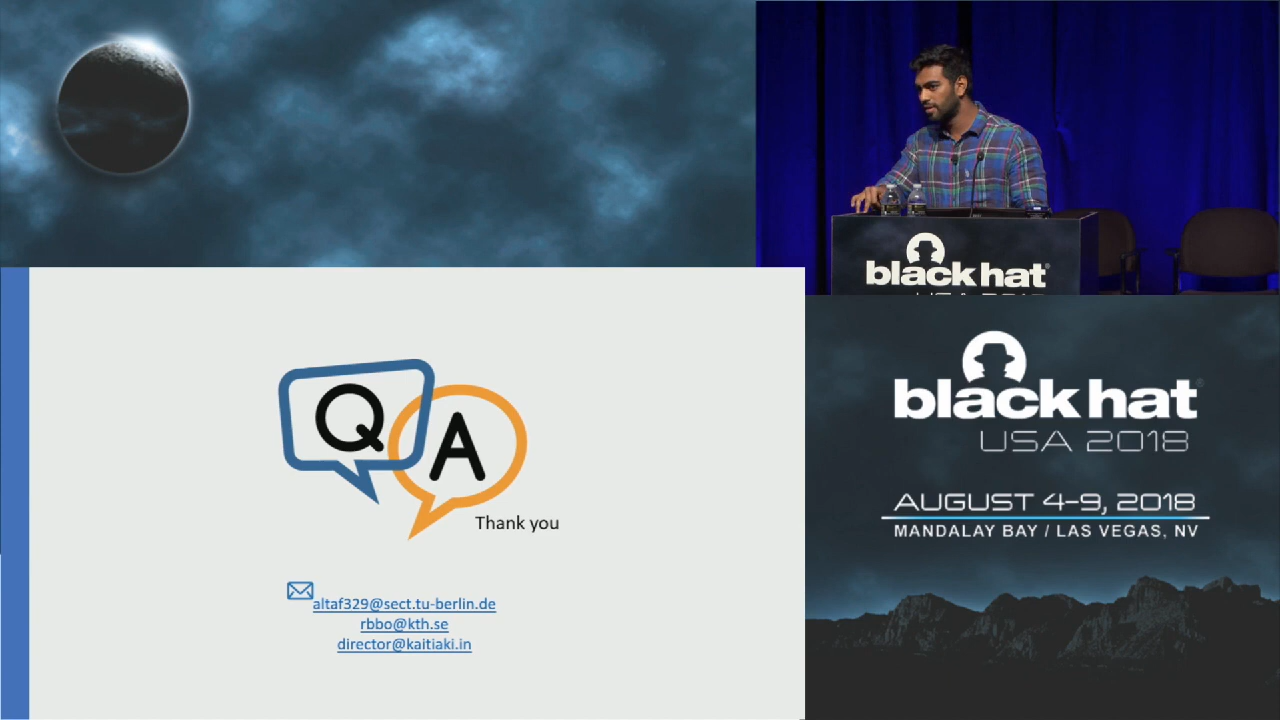 black hat
Q
A
Thank you
altaf329@sect.tu-berlin.de
rbbo@kth.se
director@kaitiaki.in
black hat
USA 2018
AUGUST 4-9, 2018
MANDALAY BAY / LAS VEGAS, NV